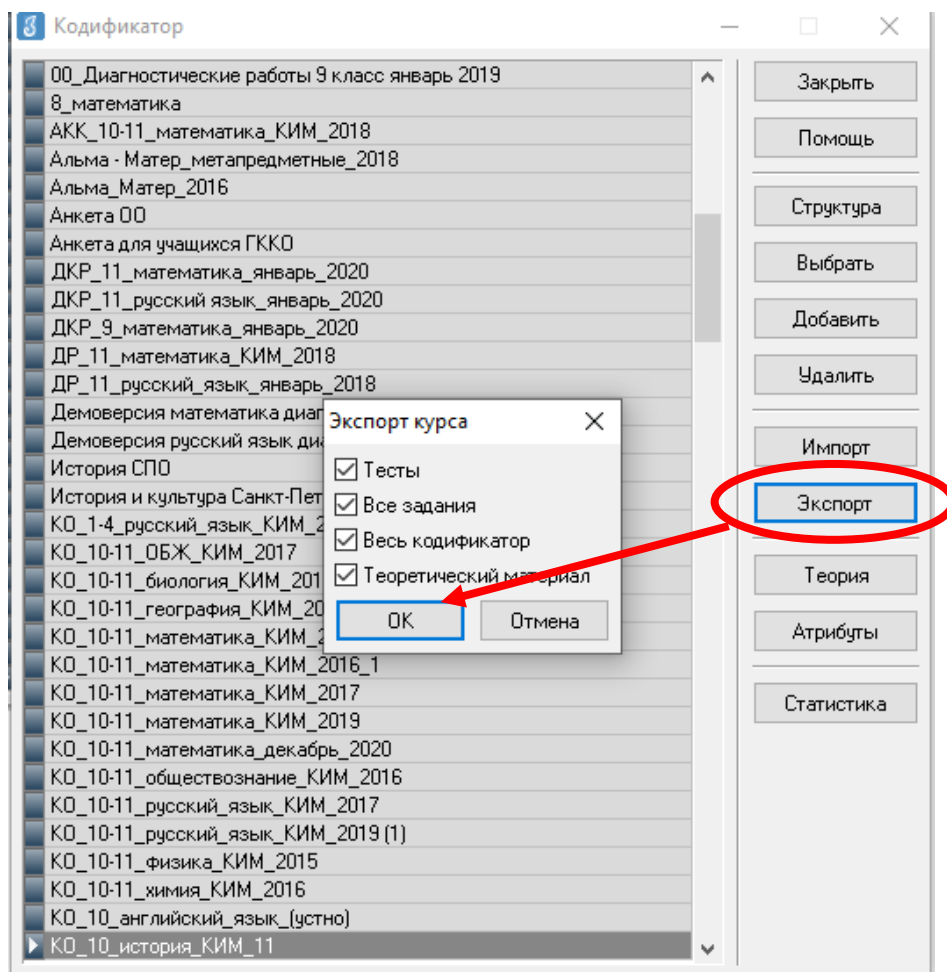 Кодификатор
00_Диагностические работы 9 класс январь 2019
8_математика
АКК_10-11_математика_КИМ_2018
Альма - Матер_метапредметные_2018
Альма_Матер_2016
Анкета ОО
Анкета для учащихся ГККО
ДКР_11_математика_январь_2020
ДКР_11_русский язык_январь_2020
ДКР_9_математика_январь_2020
ДР_11_математика_КИМ_2018
ДР_11_русский_язык_январь_2018
Демоверсия математика диаг
Демоверсия русский язык диа
История СПО
История и культура Санкт-Пет
КО_1-4_русский_язык_КИМ_2
КО_10-11_ОБЖ_КИМ_2017
КО_10-11_биология_КИМ_201
КО_10-11_география_КИМ_20
КО_10-11_математика_КИМ_2
КО_10-11_математика_КИМ_2016_1
КО_10-11_математика_КИМ_2017
КО_10-11_математика_КИМ_2019
КО_10-11_математика_декабрь_2020
КО_10-11_обществознание_КИМ_2016
КО_10-11_русский_язык_КИМ_2017
КО_10-11_русский_язык_КИМ_2019 (1)
КО_10-11_физика_КИМ_2015
КО_10-11_химия_КИМ_2016
КО_10_английский_язык_(устно)
КО_10_история_КИМ_11
Экспорт курса
Тесты
Все задания
Весь кодификатор
Теоретический материал
OK
Отмена
Закрыть
Помощь
Структура
Выбрать
Добавить
Удалить
Импорт
Экспорт
Теория
Атрибуты
Статистика